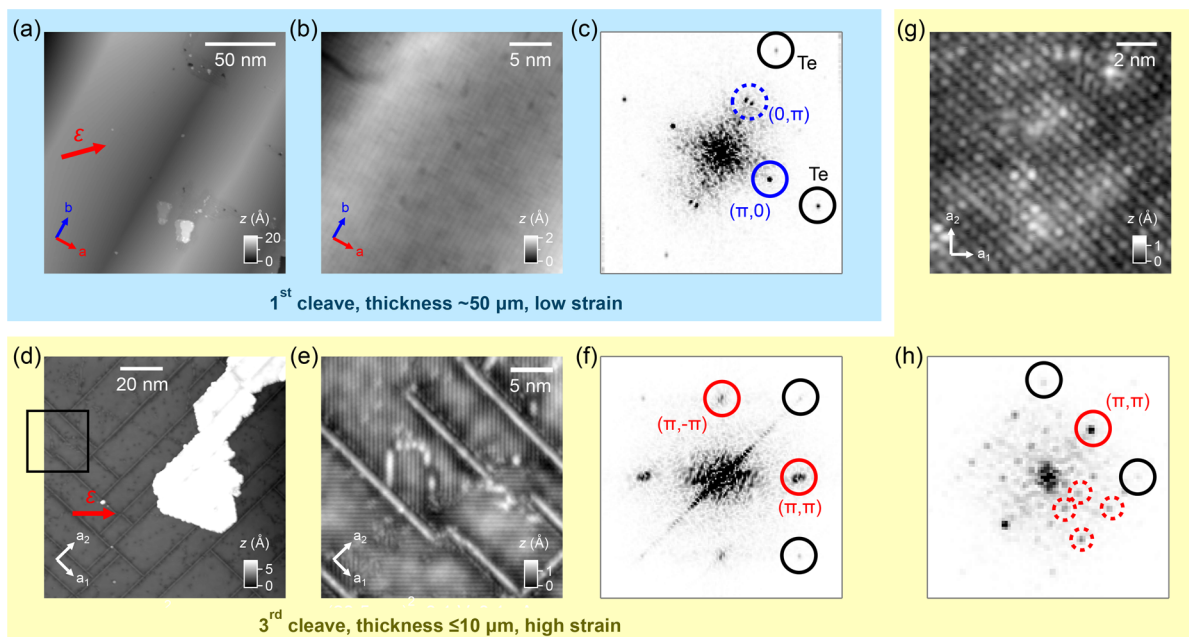 (a)
50 nm
ε
b
a
z (Å)
20
0
(b)
5 nm
b
a
z (Å)
2
0
(c)
Te
(0,π)
Te
(π,0)
1st cleave, thickness ~50 μm, low strain
(g)
2 nm
a2
a1
z (Å)
1
0
(d)
20 nm
ε
a2
a1
z (Å)
5
0
(e)
5 nm
a2
a1
z (Å)
1
0
(f)
(π,-π)
(π,π)
(h)
(π,π)
3rd cleave, thickness ≤10 μm, high strain